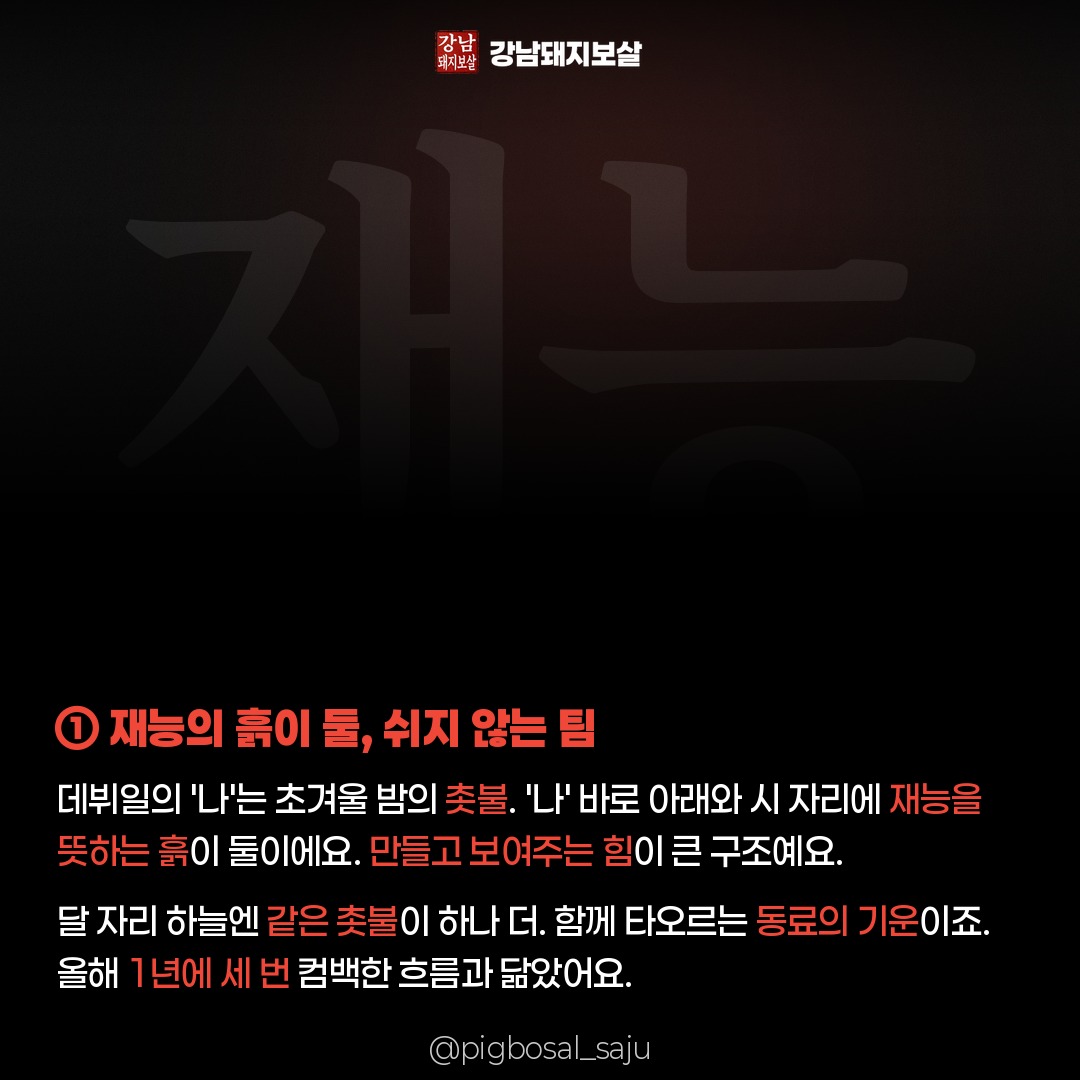 강남
돼지보살
강남돼지보살
재능
① 재능의 흙이 둘, 쉬지 않는 팀
데뷔일의 '나'는 초겨울 밤의 촛불. '나' 바로 아래와 시 자리에 재능을
뜻하는 흙이 둘이에요. 만들고 보여주는 힘이 큰 구조예요.
달 자리 하늘엔 같은 촛불이 하나 더. 함께 타오르는 동료의 기운이죠.
올해 1년에 세 번 컴백한 흐름과 닮았어요.
@pigbosal_saju